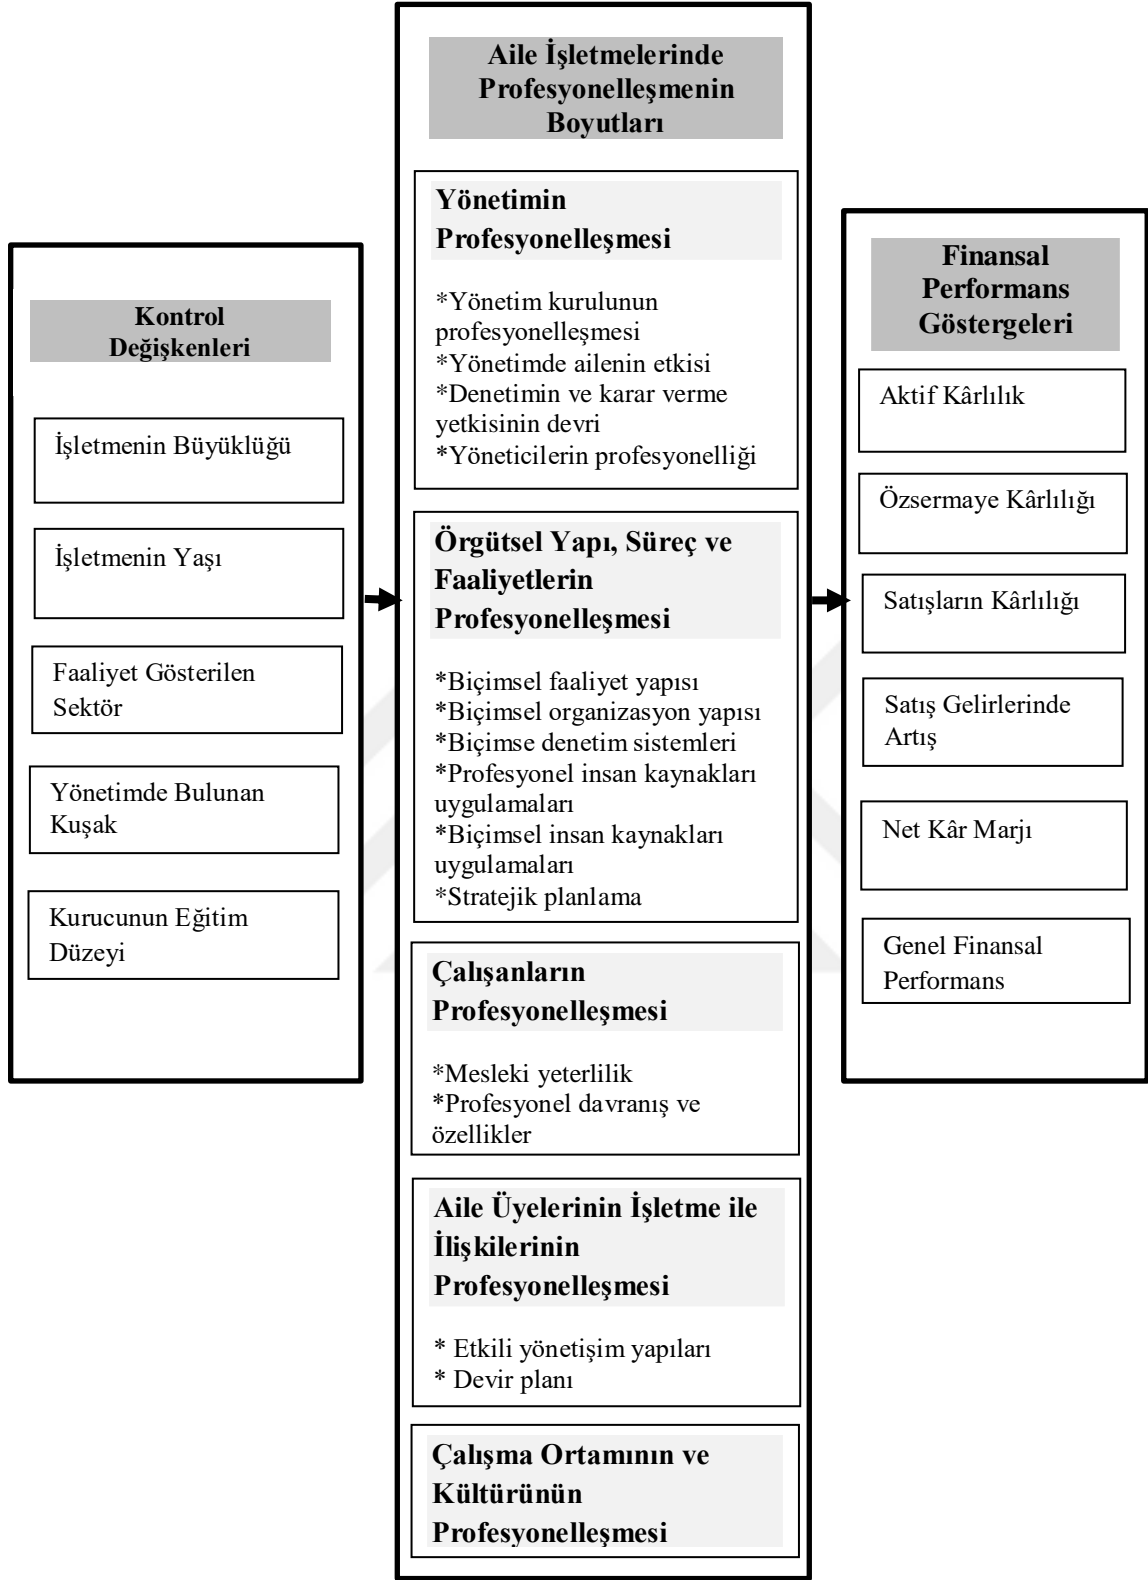 Kontrol
Değişkenleri
İşletmenin Büyüklüğü
İşletmenin Yaşı
Faaliyet Gösterilen
Sektör
Yönetimde Bulunan
Kuşak
Kurucunun Eğitim
Düzeyi
Aile İşletmelerinde
Profesyonelleşmenin
Boyutları
Yönetimin
Profesyonelleşmesi
*Yönetim kurulunun
profesyonelleşmesi
*Yönetimde ailenin etkisi
*Denetimin ve karar verme
yetkisinin devri
*Yöneticilerin profesyonelliği
Örgütsel Yapı, Süreç ve
Faaliyetlerin
Profesyonelleşmesi
*Biçimsel faaliyet yapısı
*Biçimsel organizasyon yapısı
*Biçimse denetim sistemleri
*Profesyonel insan kaynakları
uygulamaları
*Biçimsel insan kaynakları
uygulamaları
*Stratejik planlama
Çalışanların
Profesyonelleşmesi
*Mesleki yeterlilik
*Profesyonel davranış ve
özellikler
Aile Üyelerinin İşletme ile
İlişkilerinin
Profesyonelleşmesi
* Etkili yönetişim yapıları
* Devir planı
Çalışma Ortamının ve
Kültürünün
Profesyonelleşmesi
Finansal
Performans
Göstergeleri
Aktif Kârlılık
Özsermaye Kârlılığı
Satışların Kârlılığı
Satış Gelirlerinde
Artış
Net Kâr Marjı
Genel Finansal
Performans